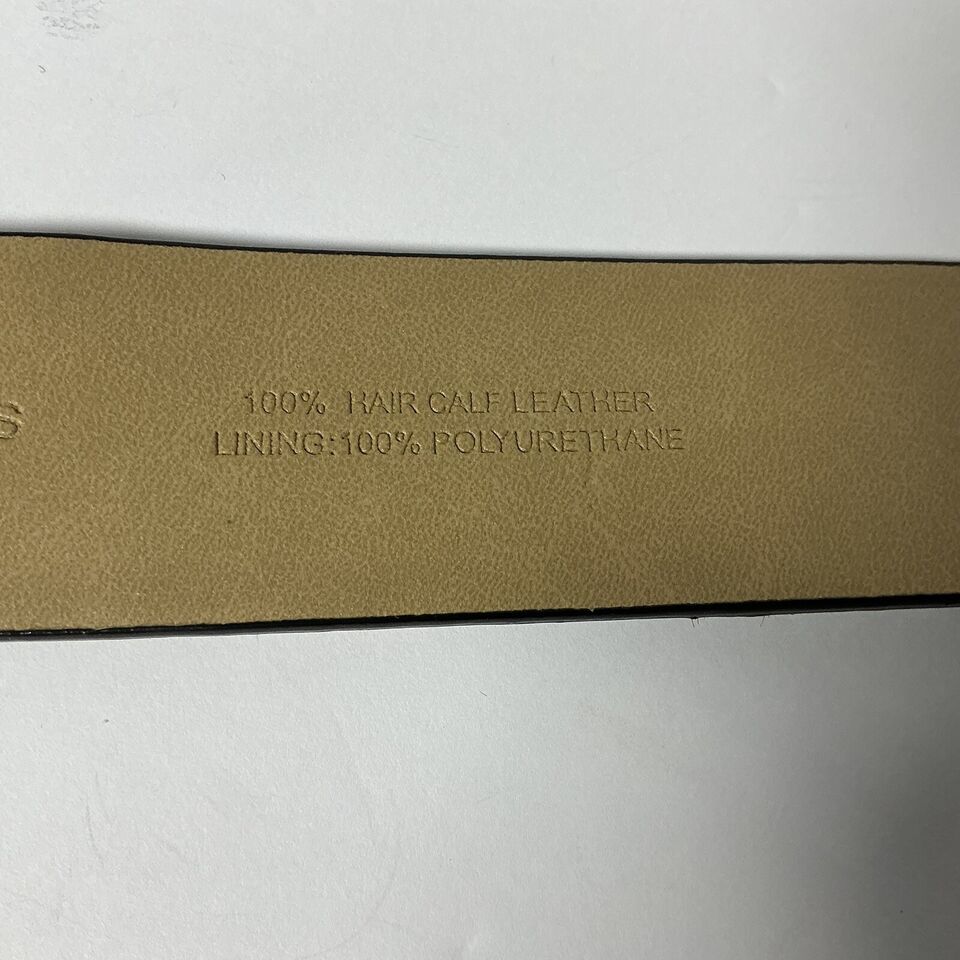 100% HAIR CALF LEATHER
LINING:100% POLYURETHANE